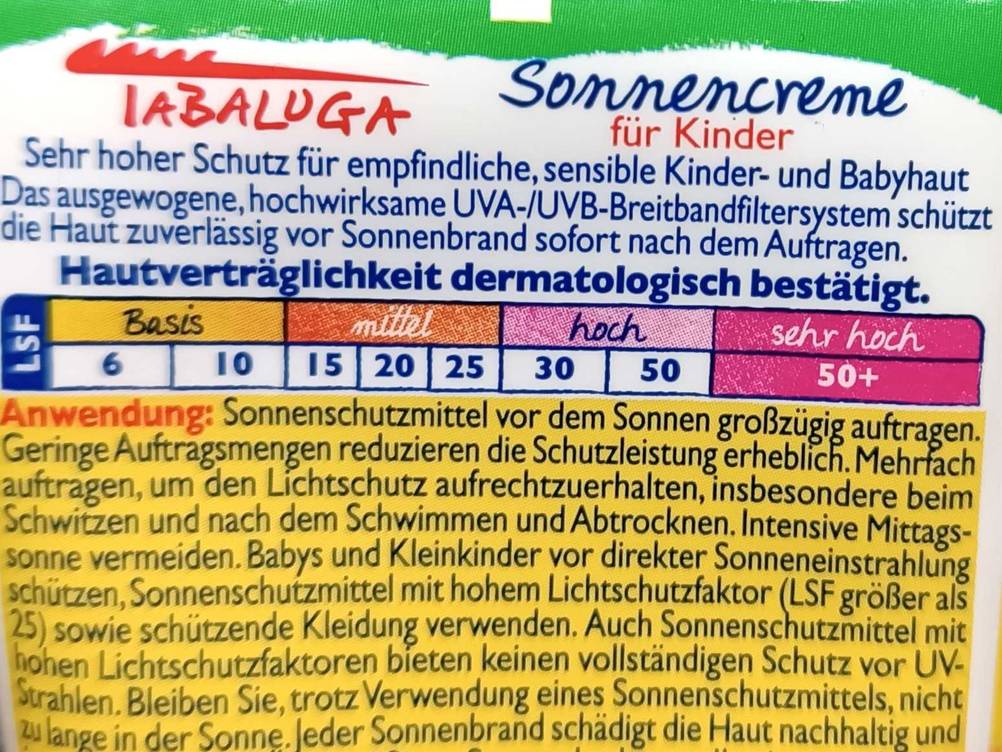 TABALUGA
Sonnencreme
für Kinder
Sehr hoher Schutz für empfindliche, sensible Kinder- und Babyhaut
Das ausgewogene, hochwirksame UVA-/UVB-Breitbandfiltersystem schützt
die Haut zuverlässig vor Sonnenbrand sofort nach dem Auftragen.
Hautverträglichkeit dermatologisch bestätigt.
LSF Basis mittel hoch sehr hoch
6 10 15 20 25 30 50 50+
Anwendung: Sonnenschutzmittel vor dem Sonnen großzügig auftragen.
Geringe Auftragsmengen reduzieren die Schutzleistung erheblich. Mehrfach
auftragen, um den Lichtschutz aufrechtzuerhalten, insbesondere beim
Schwitzen und nach dem Schwimmen und Abtrocknen. Intensive Mittags-
sonne vermeiden. Babys und Kleinkinder vor direkter Sonneneinstrahlung
schützen, Sonnenschutzmittel mit hohem Lichtschutzfaktor (LSF größer als
25) sowie schützende Kleidung verwenden. Auch Sonnenschutzmittel mit
hohen Lichtschutzfaktoren bieten keinen vollständigen Schutz vor UV-
Strahlen. Bleiben Sie, trotz Verwendung eines Sonnenschutzmittels, nicht
zu lange in der Sonne. Jeder Sonnenbrand schädigt die Haut nachhaltig und